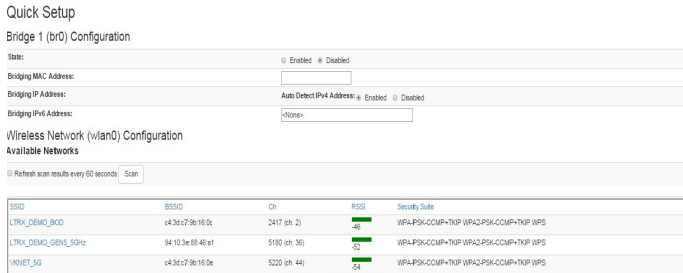 Quick Setup
Bridge 1 (br0) Configuration
State: Enabled Disabled
Bridging MAC Address:
Bridging IP Address: Auto Detect IPv4 Address: Enabled Disabled
Bridging IPv6 Address: <None>
Wireless Network (wlan0) Configuration
Available Networks
Refresh scan results every 60 seconds Scan
SSID BSSID Ch RSSI Security Suite
LTRX_DEMO_BOD c4:3d:c7:9b:16:0c 2417 (ch. 2) -46 WPA-PSK-CCMP+TKIP WPA2-PSK-CCMP+TKIP WPS
LTRX_DEMO_GEN5_5GHz 94:10:3e:88:46:a1 5180 (ch. 36) -52 WPA-PSK-CCMP+TKIP WPA2-PSK-CCMP+TKIP WPS
VKNET_5G c4:3d:c7:9b:16:0e 5220 (ch. 44) -54 WPA-PSK-CCMP+TKIP WPA2-PSK-CCMP+TKIP WPS